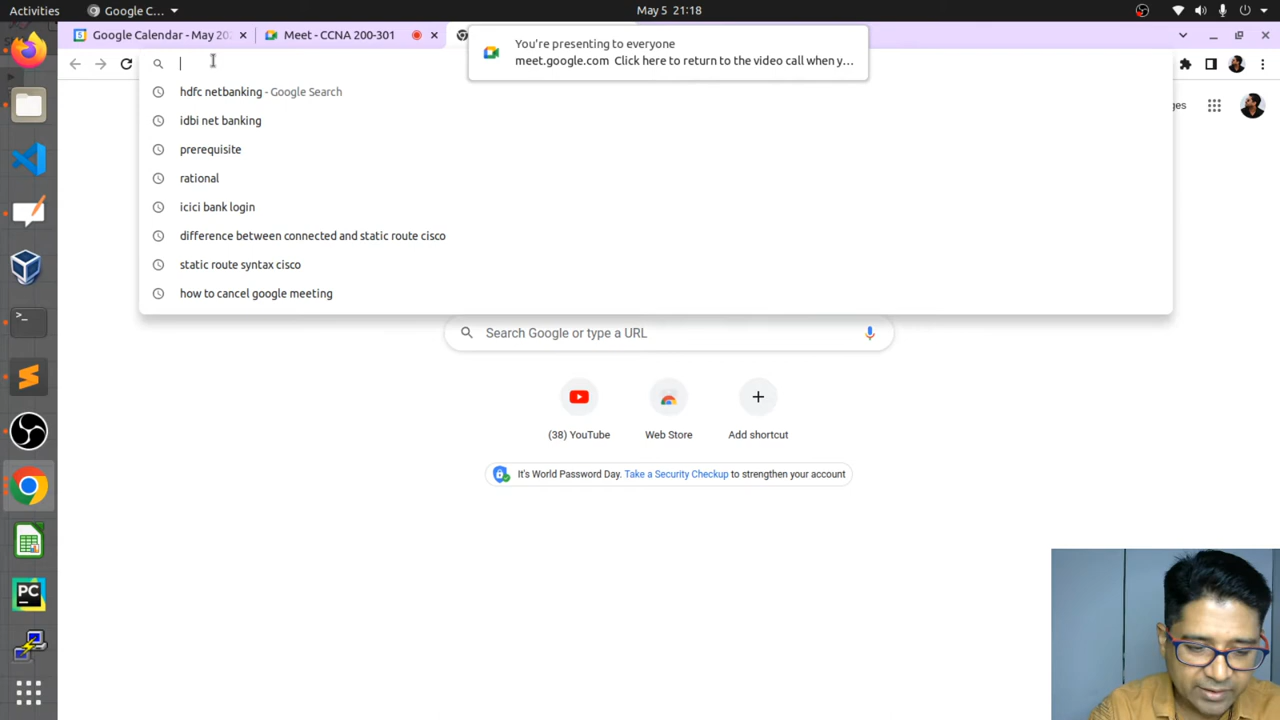 Activities
Google C...
May 5 21:18
Google Calendar - May 202
Meet - CCNA 200-301
You're presenting to everyone
meet.google.com Click here to return to the video call when y...
hdfc netbanking - Google Search
idbi net banking
prerequisite
rational
icici bank login
difference between connected and static route cisco
static route syntax cisco
how to cancel google meeting
ges
Search Google or type a URL
(38) YouTube
Web Store
Add shortcut
It's World Password Day. Take a Security Checkup to strengthen your account
PC